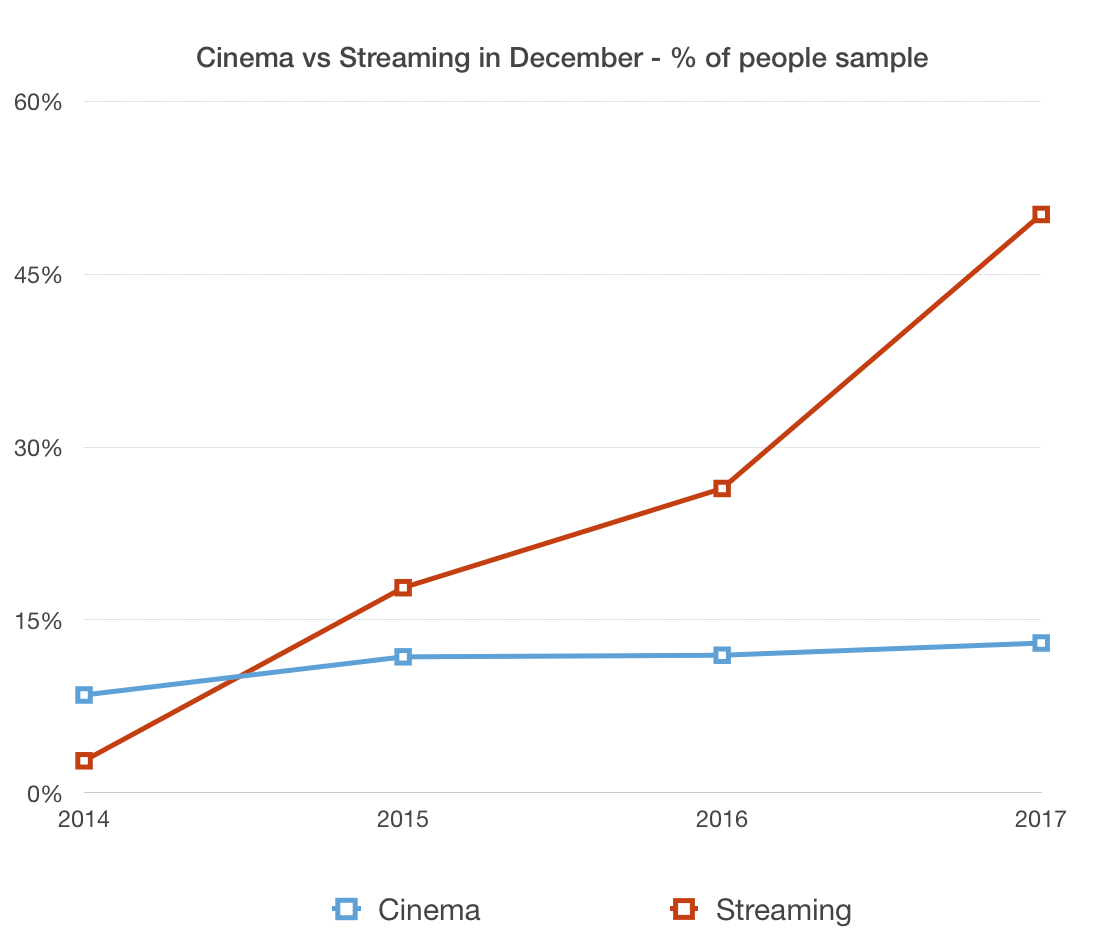 Cinema vs Streaming in December - % of people sample
60%
45%
30%
15%
0%
2014 2015 2016 2017
Cinema Streaming